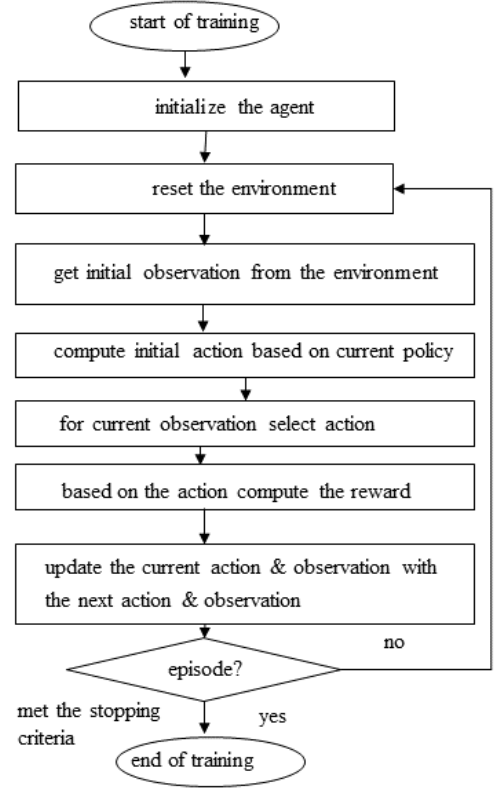 start of training
initialize the agent
reset the environment
get initial observation from the environment
compute initial action based on current policy
for current observation select action
based on the action compute the reward
update the current action & observation with
the next action & observation
no
episode?
met the stopping
criteria
yes
end of training